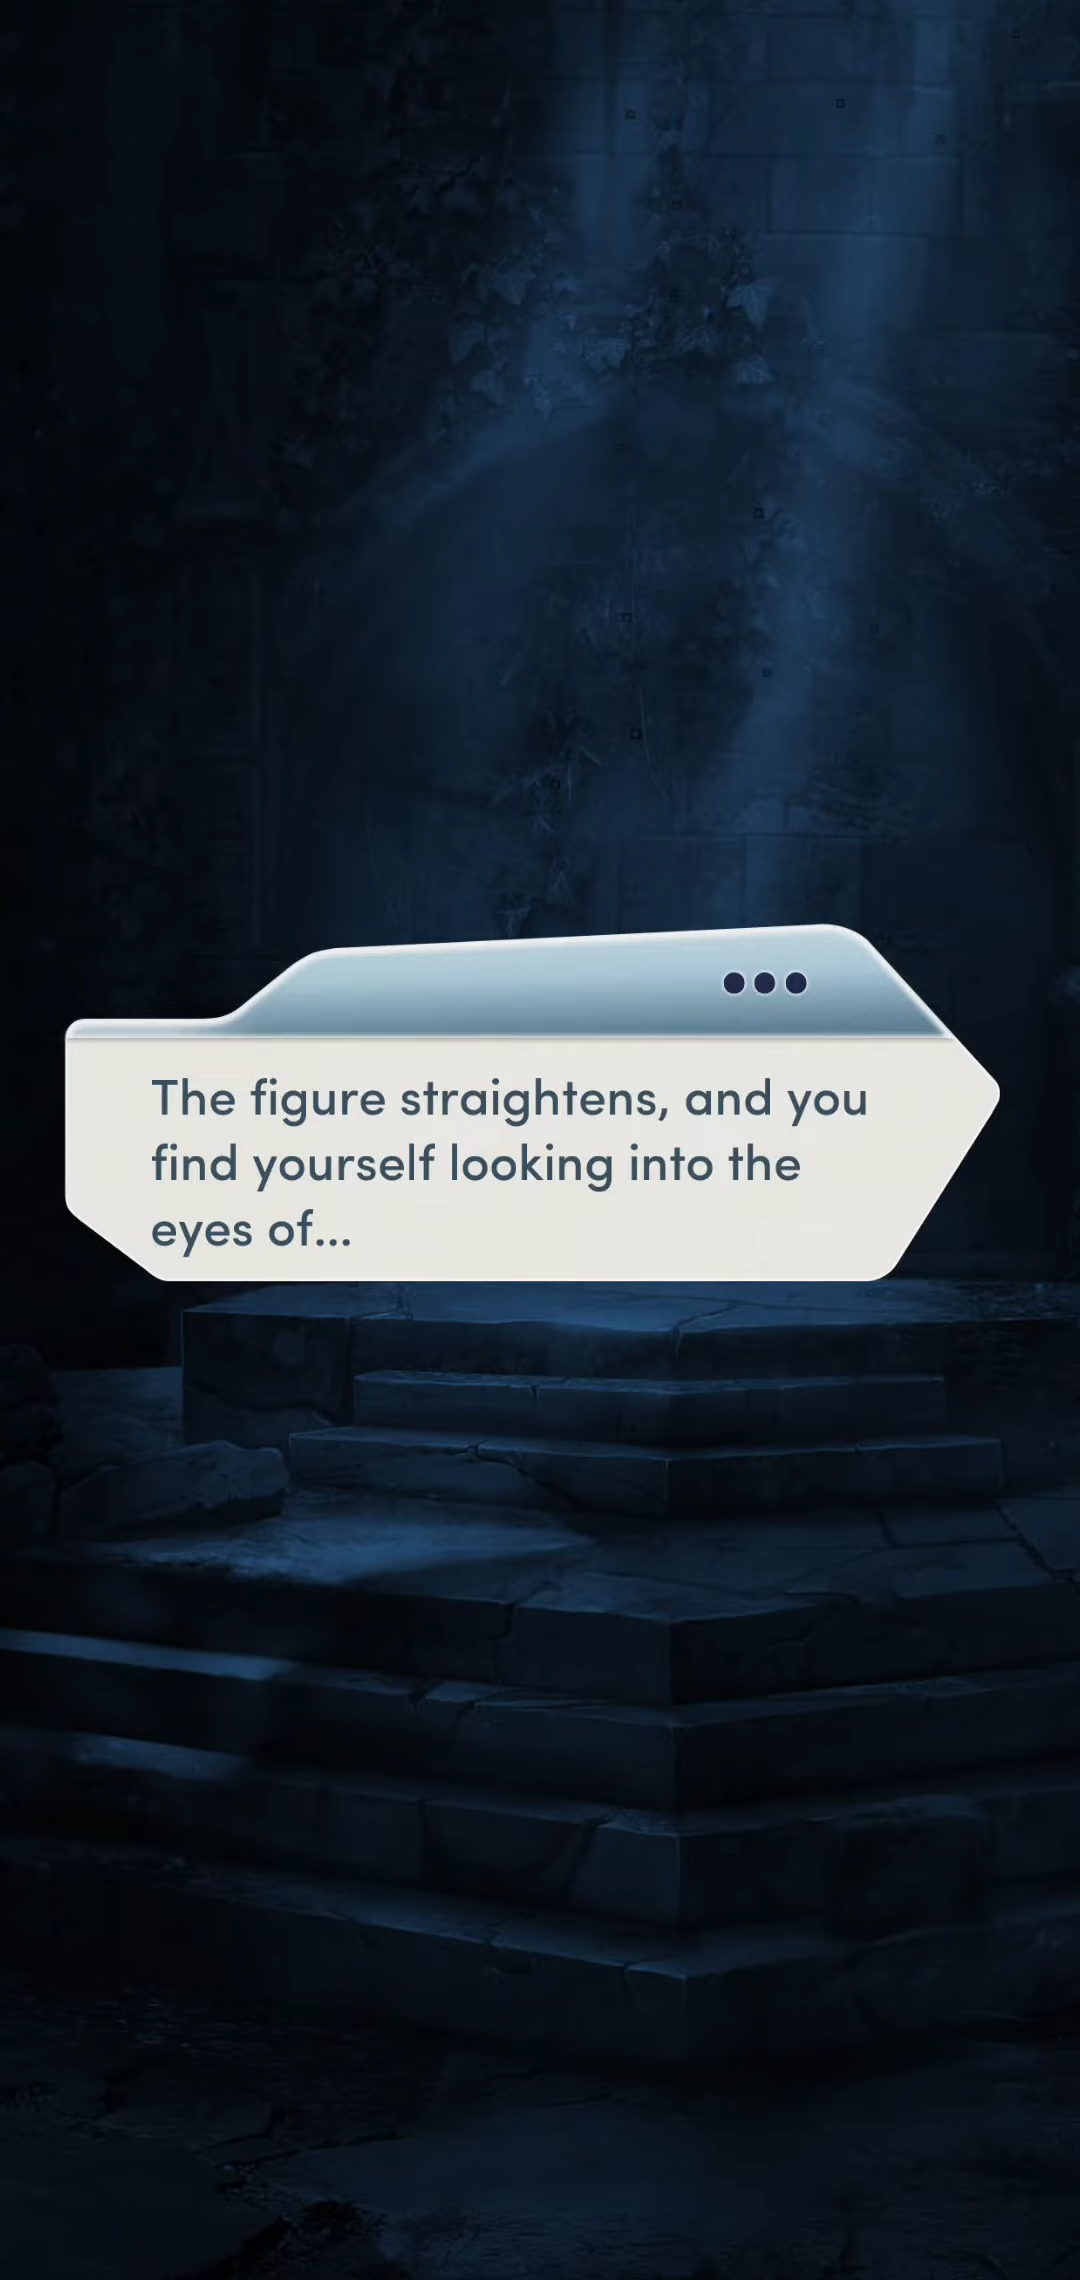 The figure straightens, and you
find yourself looking into the
eyes of...